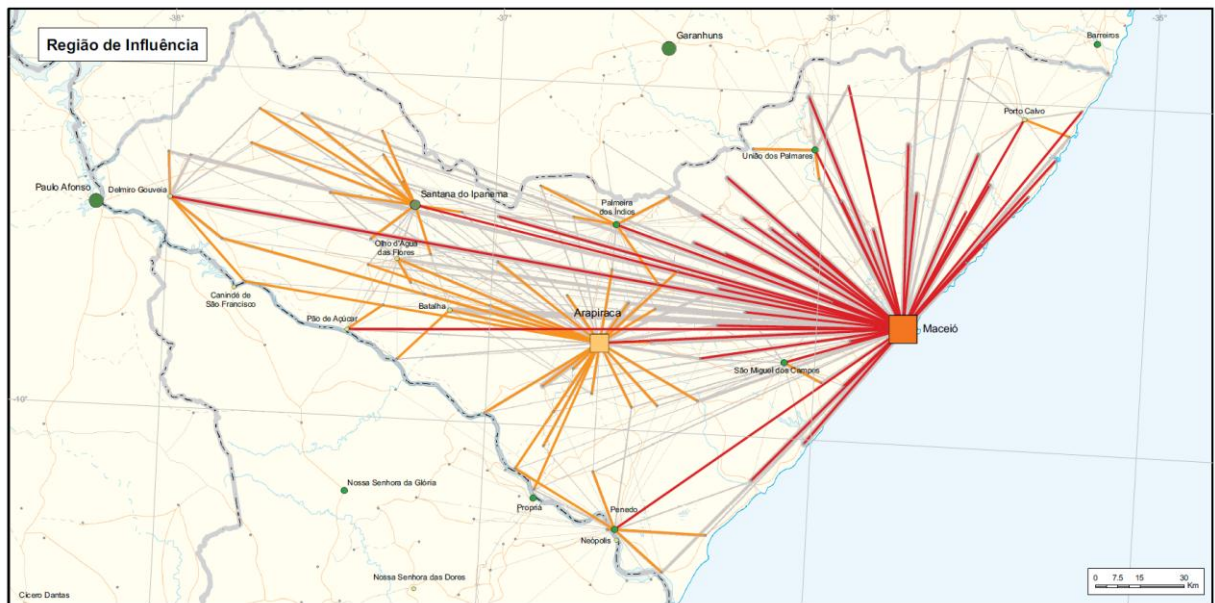 -38°
-37°
-36°
-35°
Região de Influência
Garanhuns
Barreiros
Porto Calvo
União dos Palmares
Paulo Afonso
Delmiro Gouveia
Santana do Ipanema
Palmeira
dos Índios
Olho d'Água
das Flores
Canindé de
São Francisco
Batalha
Pão de Açúcar
Arapiraca
Maceió
São Miguel dos Campos
-10°
-10°
Nossa Senhora da Glória
Propriá
Penedo
Neópolis
Nossa Senhora das Dores
Cícero Dantas
0 7.5 15 30
Km